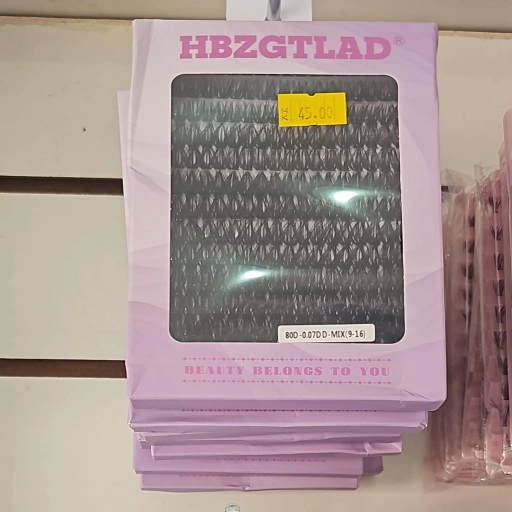 HBZGTLAD®
45.00
80D-0.07D D-MIX(9-16)
BEAUTY BELONGS TO YOU